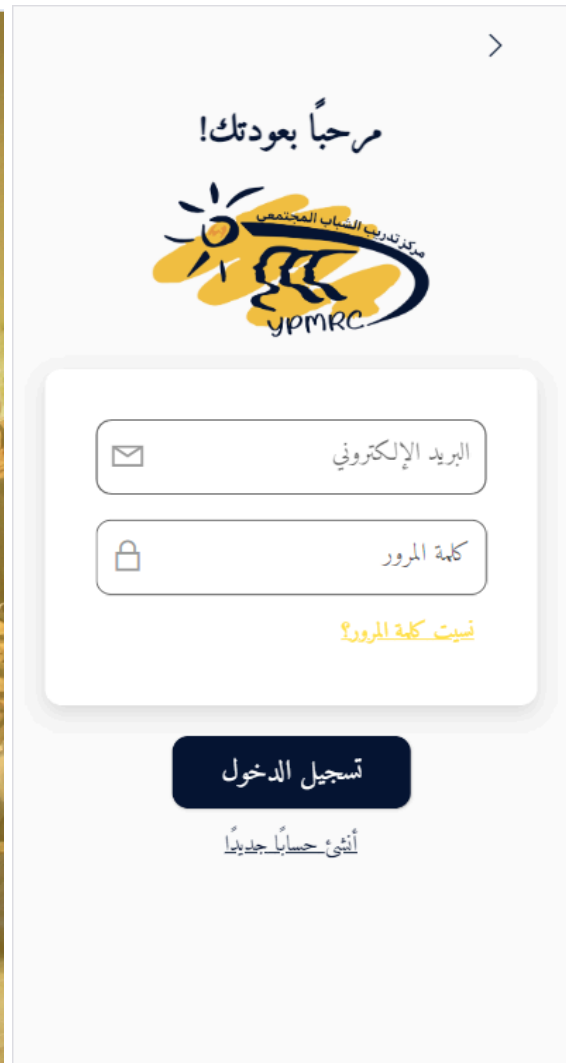 مرحباً بعودتك!
مركز تدريب الشباب المجتمعي
YPMRC
البريد الإلكتروني
كلمة المرور
نسيت كلمة المرور؟
تسجيل الدخول
أنشئ حسابًا جديدًا